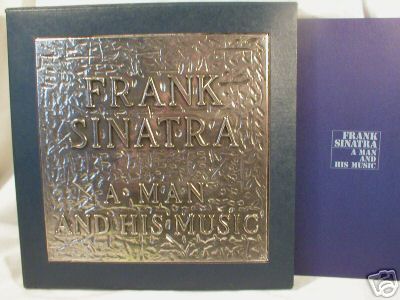 FRANK
SINATRA
A MAN
AND HIS MUSIC
FRANK
SINATRA
A MAN
AND
HIS MUSIC